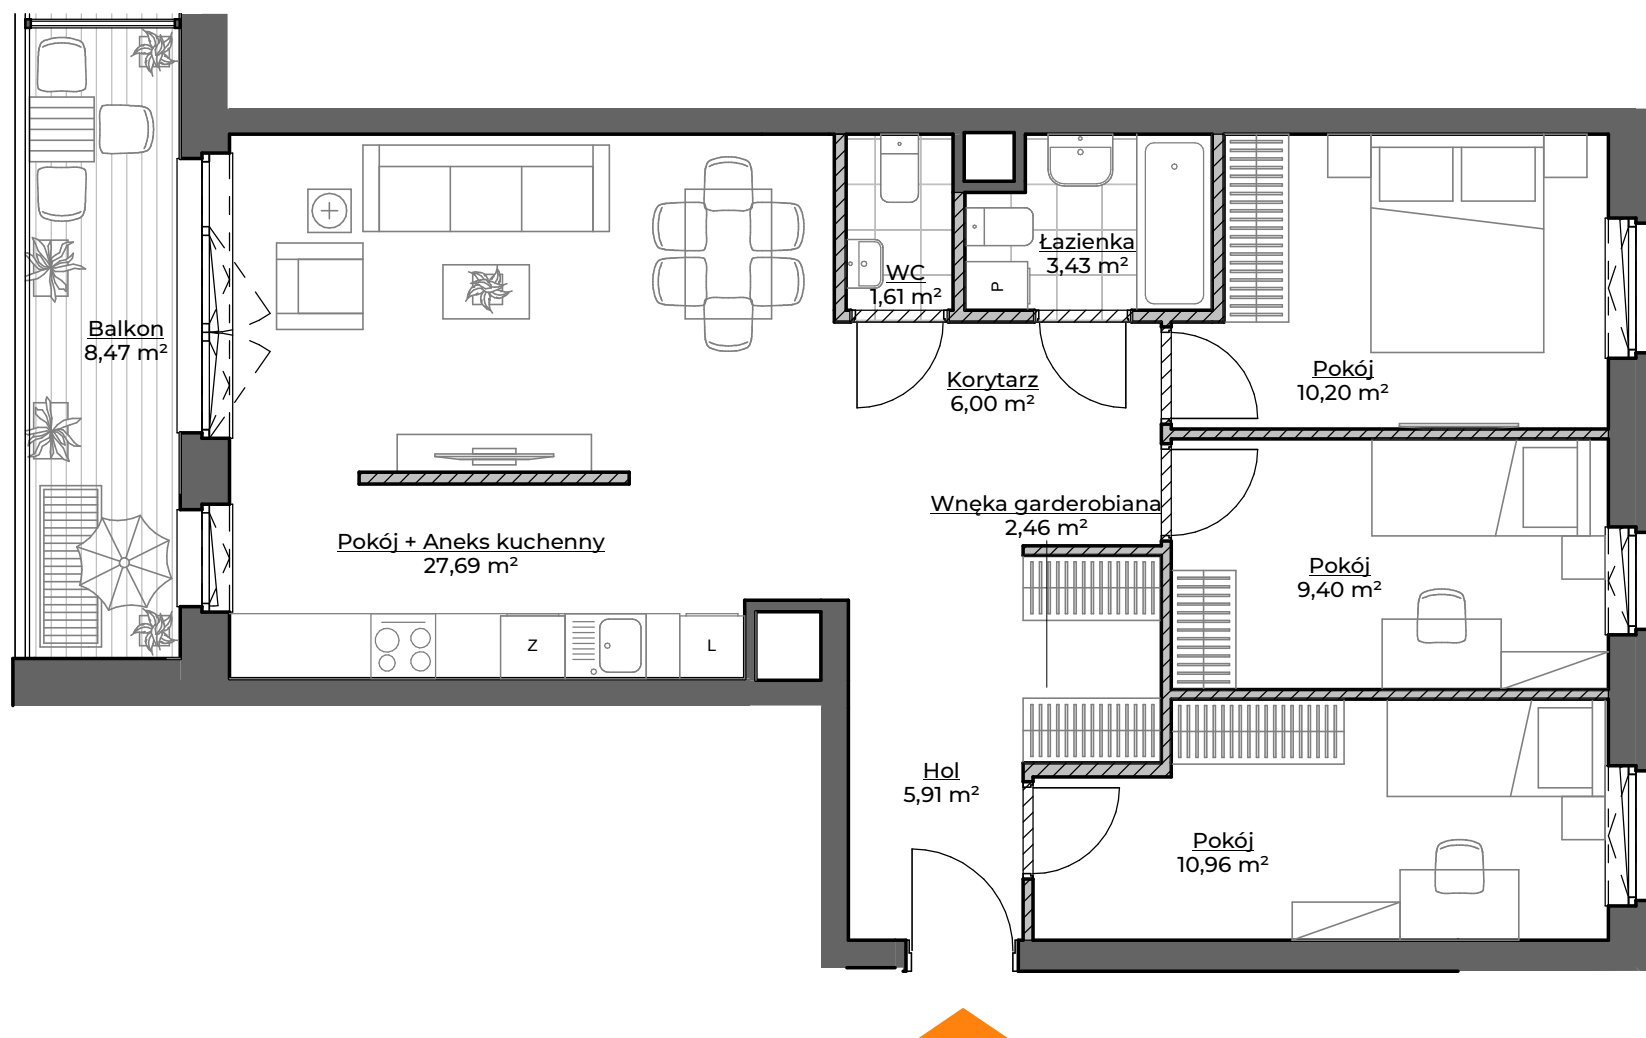 Balkon
8,47 m²
Pokój + Aneks kuchenny
27,69 m²
Z
L
WC
1,61 m²
Łazienka
3,43 m²
P
Korytarz
6,00 m²
Wnęka garderobiana
2,46 m²
Hol
5,91 m²
Pokój
10,20 m²
Pokój
9,40 m²
Pokój
10,96 m²